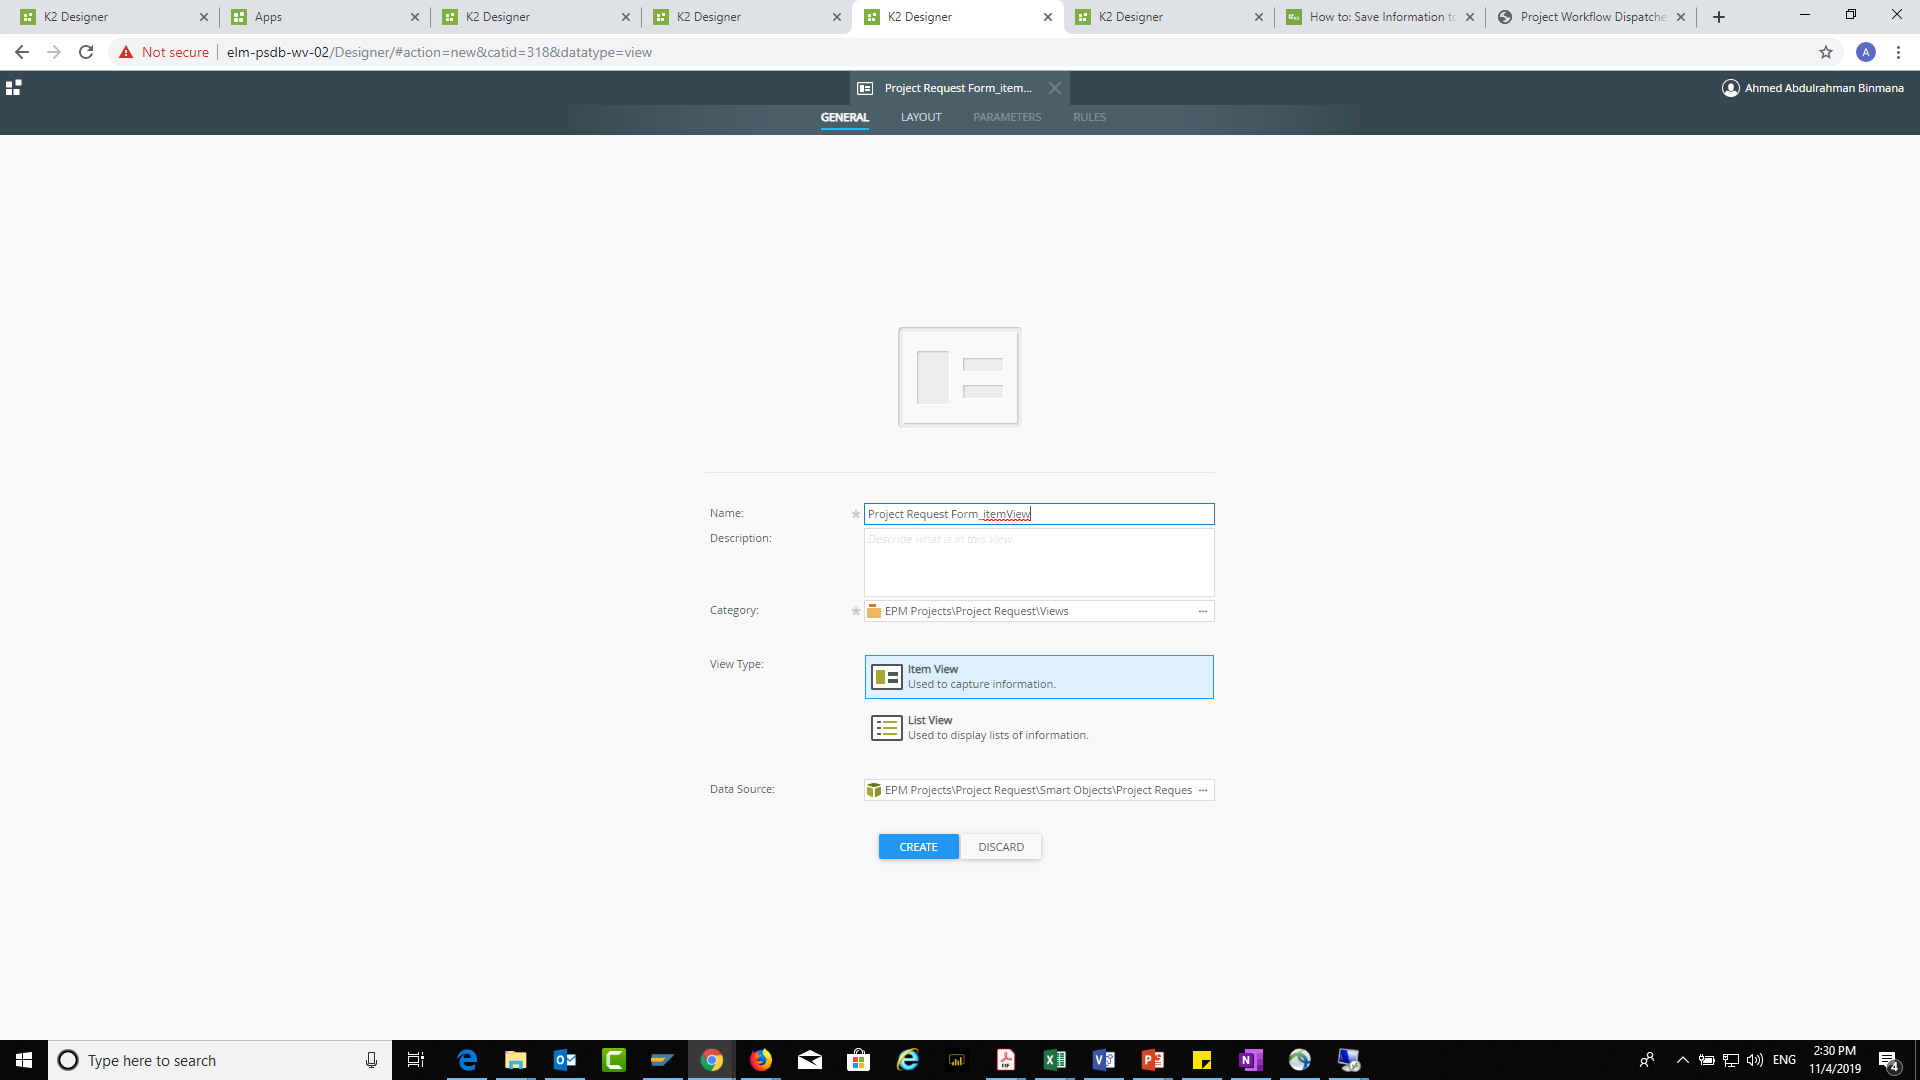 K2 Designer
Apps
K2 Designer
K2 Designer
K2 Designer
K2 Designer
How to: Save Information to
Project Workflow Dispatche
Not secure
elm-psdb-wv-02/Designer/#action=new&catid=318&datatype=view
A
Project Request Form_item...
Ahmed Abdulrahman Binmana
GENERAL
LAYOUT
PARAMETERS
RULES
Name:
* Project Request Form_itemView
Description:
Describe what is in this View
Category:
* EPM Projects\Project Request\Views
...
View Type:
Item View
Used to capture information.
List View
Used to display lists of information.
Data Source:
EPM Projects\Project Request\Smart Objects\Project Reques
...
CREATE
DISCARD
Type here to search
ENG
2:30 PM
11/4/2019
4